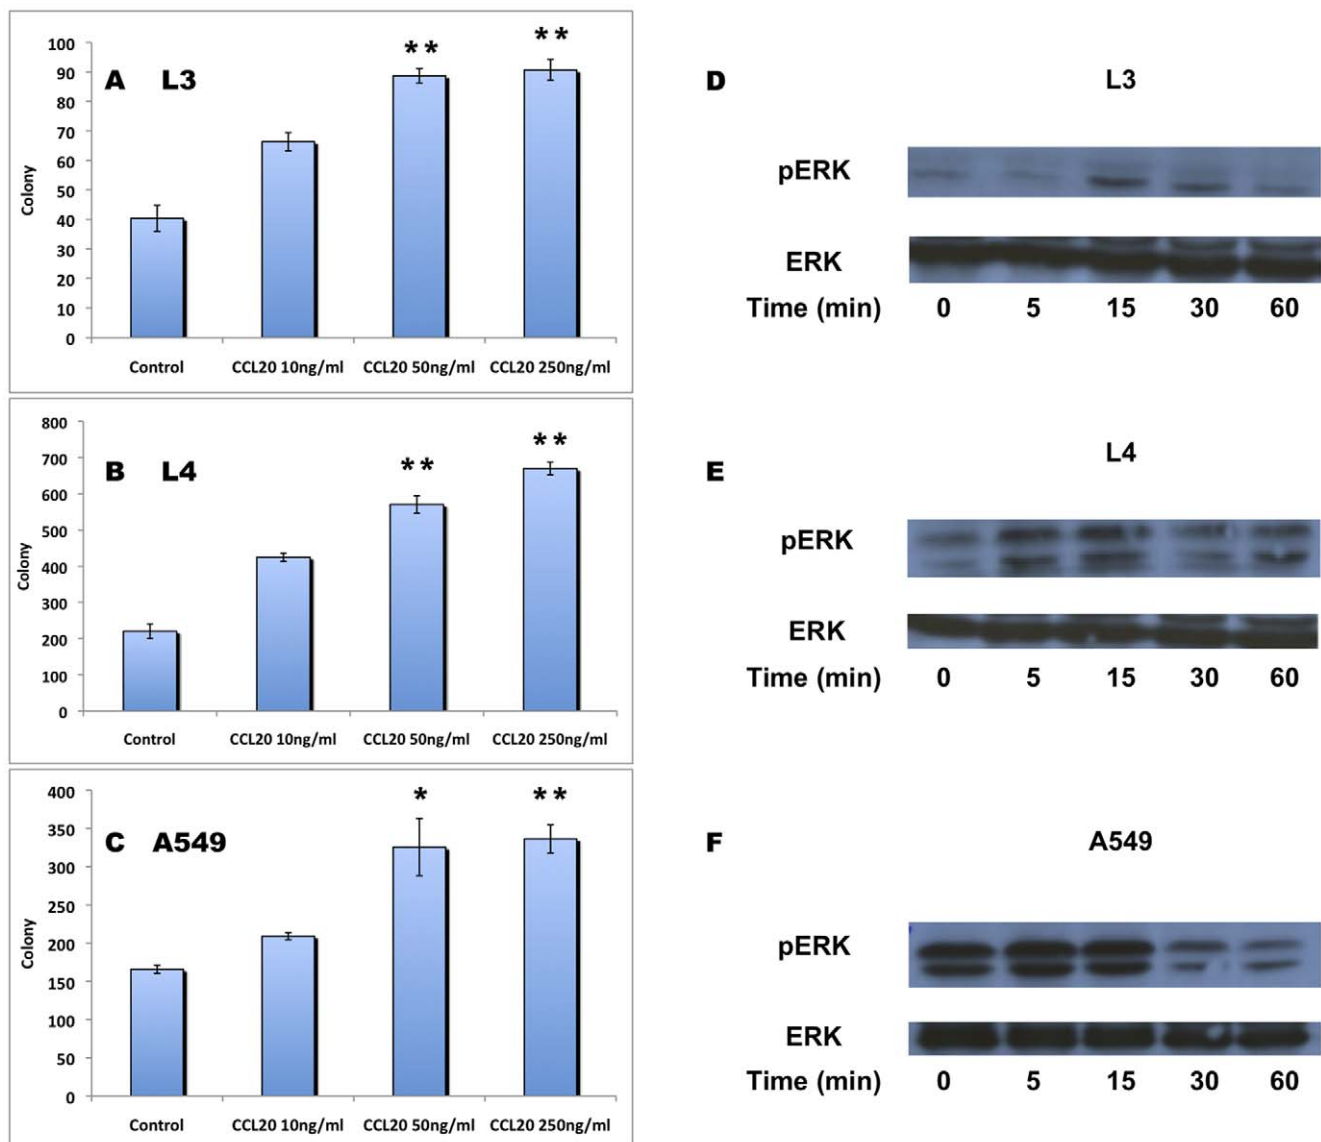 A L3
**
**
100
90
80
70
60
50
40
30
20
10
0
Colony
Control CCL20 10ng/ml CCL20 50ng/ml CCL20 250ng/ml
B L4
**
**
800
700
600
500
400
300
200
100
0
Colony
Control CCL20 10ng/ml CCL20 50ng/ml CCL20 250ng/ml
C A549
*
**
400
350
300
250
200
150
100
50
0
Colony
Control CCL20 10ng/ml CCL20 50ng/ml CCL20 250ng/ml
D L3
pERK
ERK
Time (min) 0 5 15 30 60
E L4
pERK
ERK
Time (min) 0 5 15 30 60
F A549
pERK
ERK
Time (min) 0 5 15 30 60